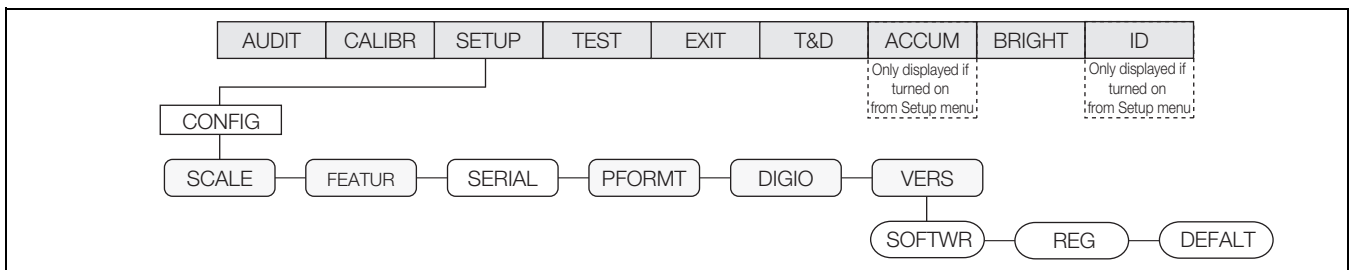 AUDIT CALIBR SETUP TEST EXIT T&D ACCUM BRIGHT ID
Only displayed if
turned on
from Setup menu
Only displayed if
turned on
from Setup menu
CONFIG
SCALE FEATUR SERIAL PFORMT DIGIO VERS
SOFTWR REG DEFALT